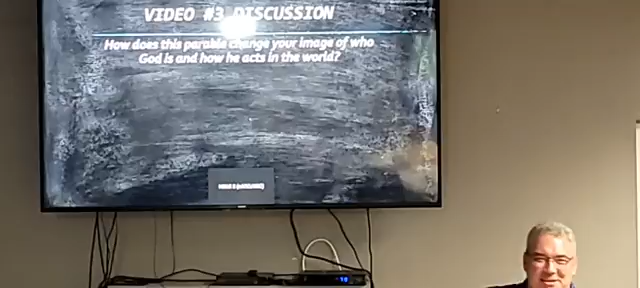 VIDEO #3 DISCUSSION
How does this parable change your image of who
God is and how he acts in the world?